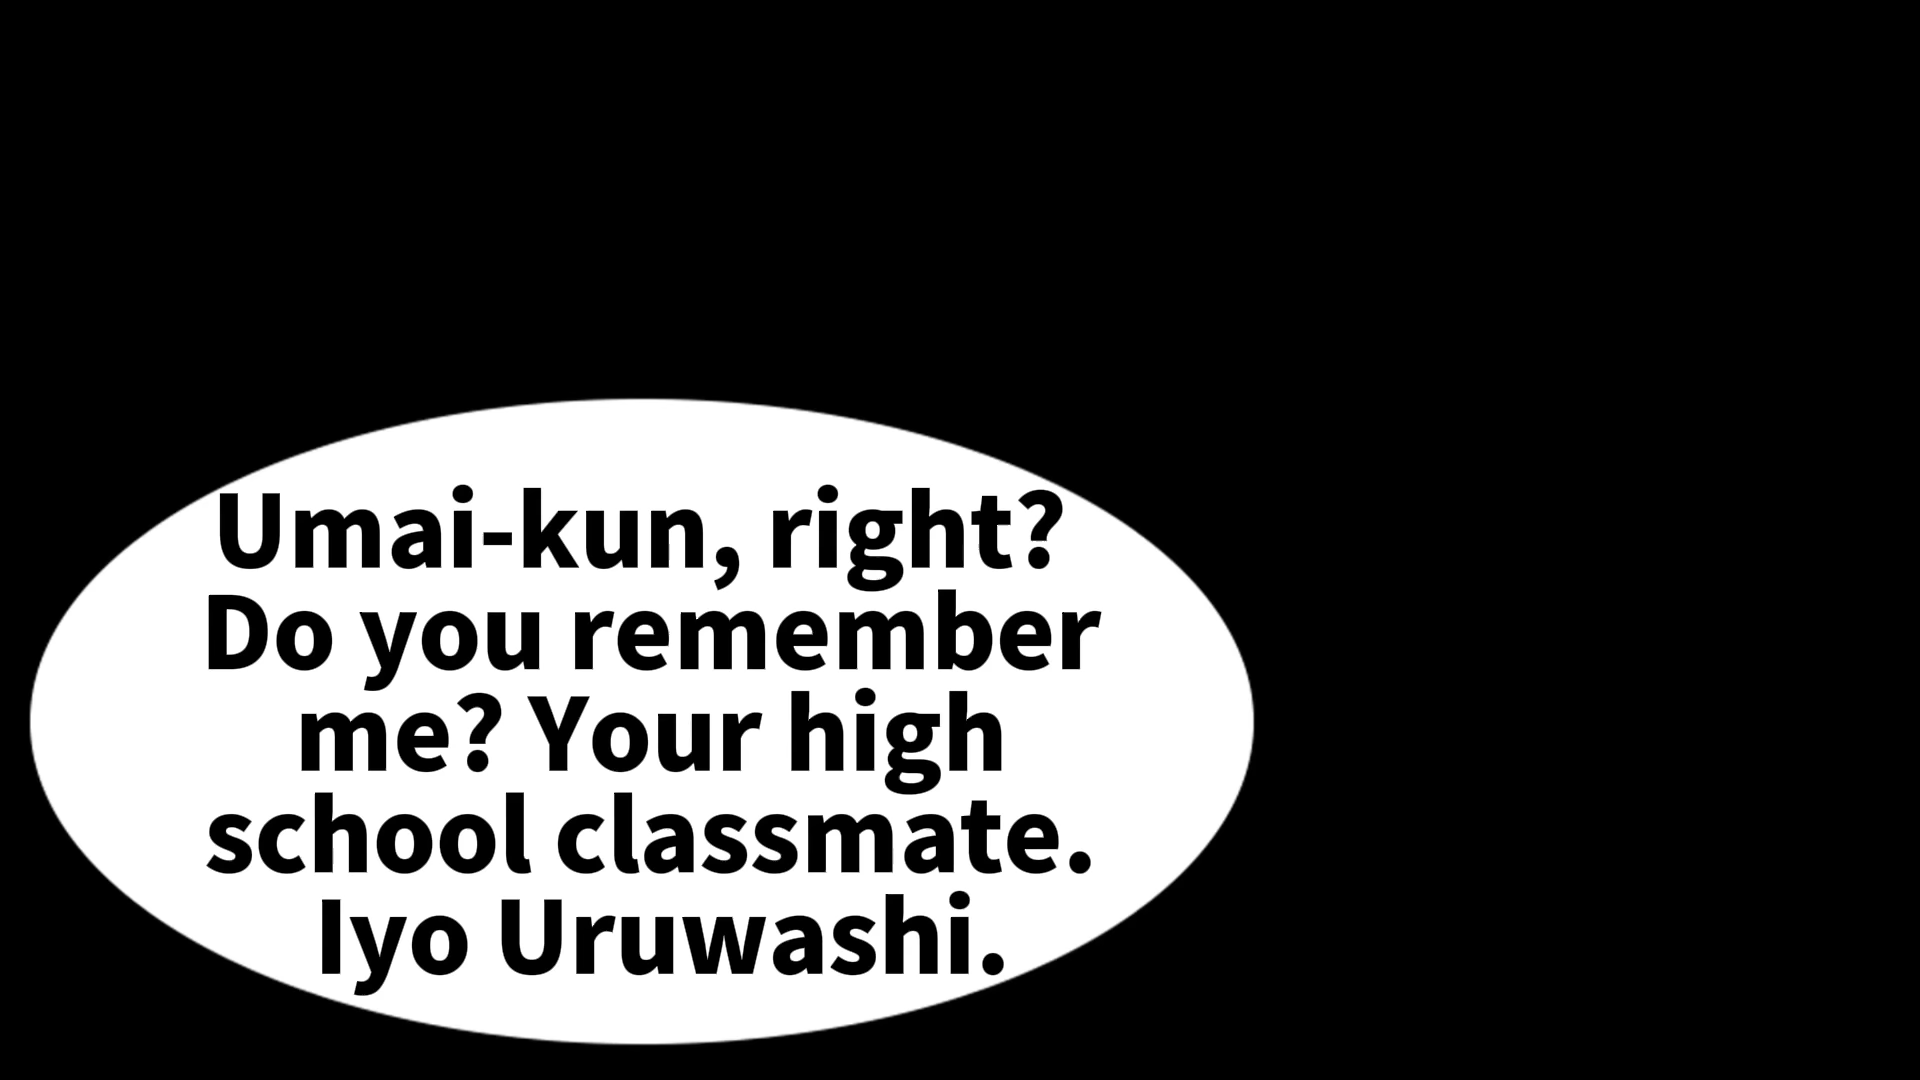 Umai-kun, right?
Do you remember
me? Your high
school classmate.
Iyo Uruwashi.